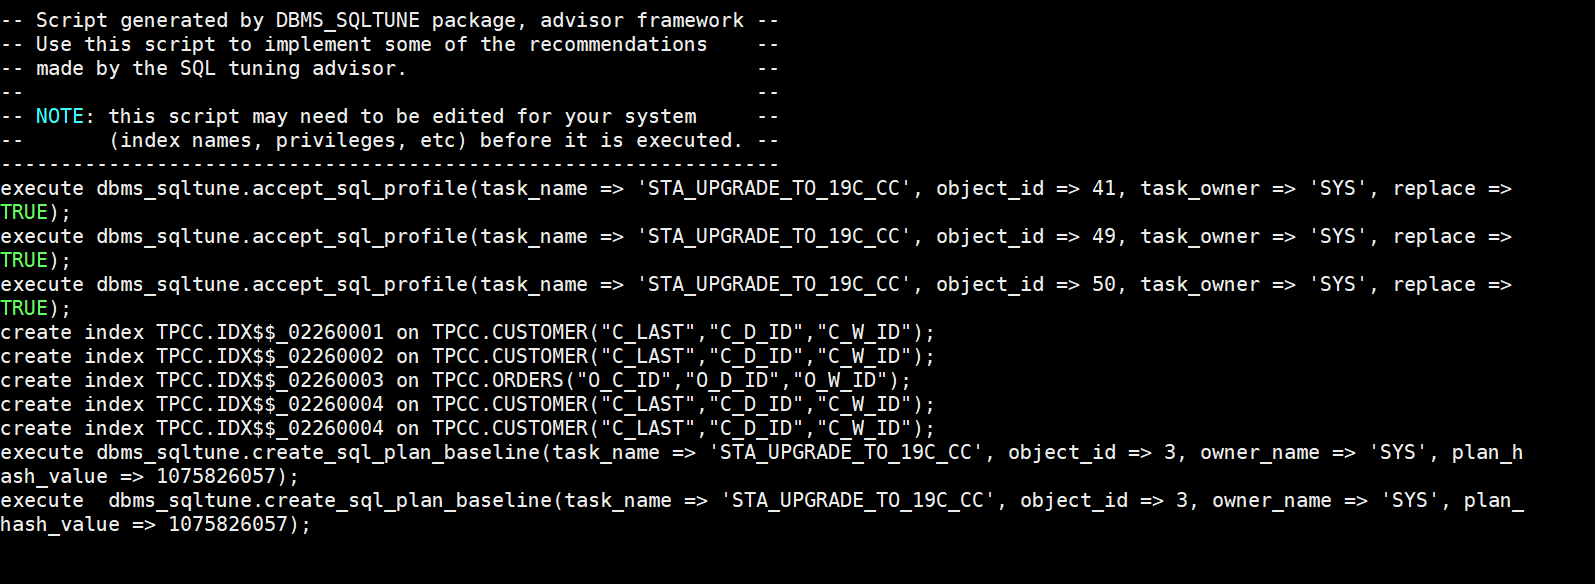 -- Script generated by DBMS_SQLTUNE package, advisor framework --
-- Use this script to implement some of the recommendations    --
-- made by the SQL tuning advisor.                             --
--                                                             --
-- NOTE: this script may need to be edited for your system     --
--       (index names, privileges, etc) before it is executed. --
-----------------------------------------------------------------
execute dbms_sqltune.accept_sql_profile(task_name => 'STA_UPGRADE_TO_19C_CC', object_id => 41, task_owner => 'SYS', replace =>
TRUE);
execute dbms_sqltune.accept_sql_profile(task_name => 'STA_UPGRADE_TO_19C_CC', object_id => 49, task_owner => 'SYS', replace =>
TRUE);
execute dbms_sqltune.accept_sql_profile(task_name => 'STA_UPGRADE_TO_19C_CC', object_id => 50, task_owner => 'SYS', replace =>
TRUE);
create index TPCC.IDX$$_02260001 on TPCC.CUSTOMER("C_LAST","C_D_ID","C_W_ID");
create index TPCC.IDX$$_02260002 on TPCC.CUSTOMER("C_LAST","C_D_ID","C_W_ID");
create index TPCC.IDX$$_02260003 on TPCC.ORDERS("O_C_ID","O_D_ID","O_W_ID");
create index TPCC.IDX$$_02260004 on TPCC.CUSTOMER("C_LAST","C_D_ID","C_W_ID");
create index TPCC.IDX$$_02260004 on TPCC.CUSTOMER("C_LAST","C_D_ID","C_W_ID");
execute dbms_sqltune.create_sql_plan_baseline(task_name => 'STA_UPGRADE_TO_19C_CC', object_id => 3, owner_name => 'SYS', plan_h
ash_value => 1075826057);
execute  dbms_sqltune.create_sql_plan_baseline(task_name => 'STA_UPGRADE_TO_19C_CC', object_id => 3, owner_name => 'SYS', plan_
hash_value => 1075826057);